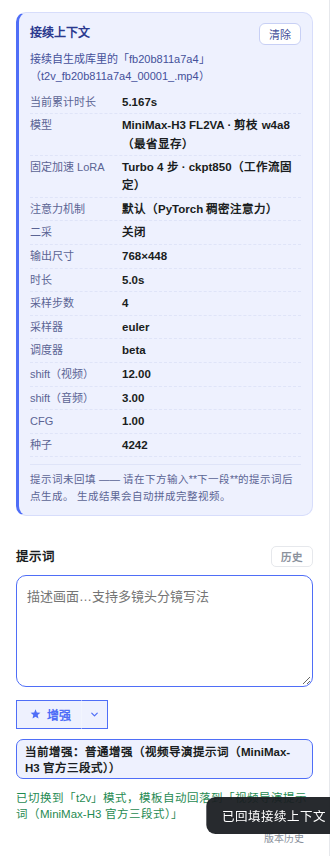 接续上下文
清除
接续自生成库里的「fb20b811a7a4」
（t2v_fb20b811a7a4_00001_.mp4）
当前累计时长 5.167s
模型 MiniMax-H3 FL2VA · 剪枝 w4a8
（最省显存）
固定加速 LoRA Turbo 4 步 · ckpt850（工作流固
定）
注意力机制 默认（PyTorch 稠密注意力）
二采 关闭
输出尺寸 768×448
时长 5.0s
采样步数 4
采样器 euler
调度器 beta
shift（视频） 12.00
shift（音频） 3.00
CFG 1.00
种子 4242
提示词未回填 —— 请在下方输入**下一段**的提示词后
点生成。 生成结果会自动拼成完整视频。
提示词
历史
描述画面…支持多镜头分镜写法
★ 增强
当前增强：普通增强（视频导演提示词（MiniMax-
H3 官方三段式））
已切换到「t2v」模式，模板自动回落到「视频导演提示
词（MiniMax-H3 官方三段式）」
已回填接续上下文
版本历史